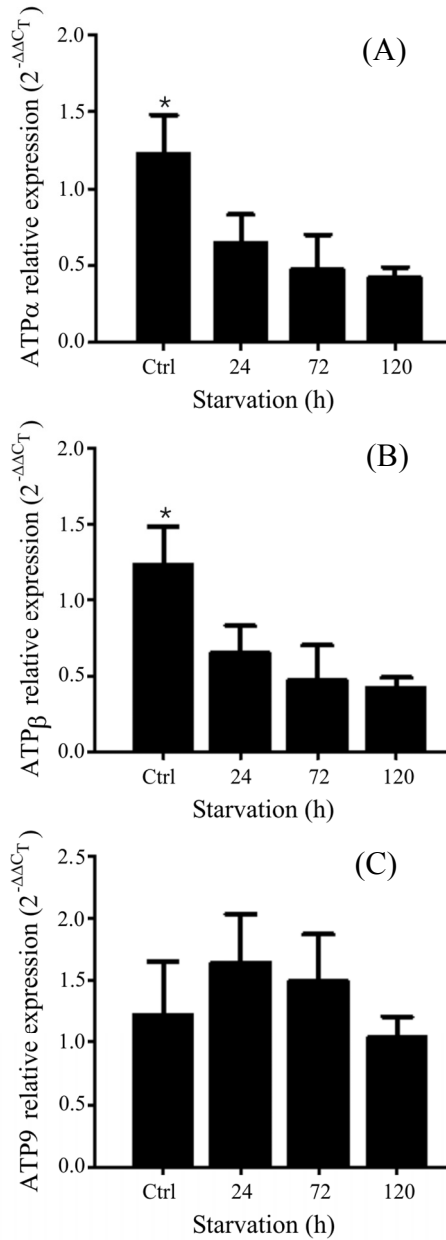 (A)
ATPα relative expression (2^-ΔΔC_T)
2.0
1.5
1.0
0.5
0.0
*
Ctrl 24 72 120
Starvation (h)
(B)
ATPβ relative expression (2^-ΔΔC_T)
2.0
1.5
1.0
0.5
0.0
*
Ctrl 24 72 120
Starvation (h)
(C)
ATP9 relative expression (2^-ΔΔC_T)
2.5
2.0
1.5
1.0
0.5
0.0
Ctrl 24 72 120
Starvation (h)